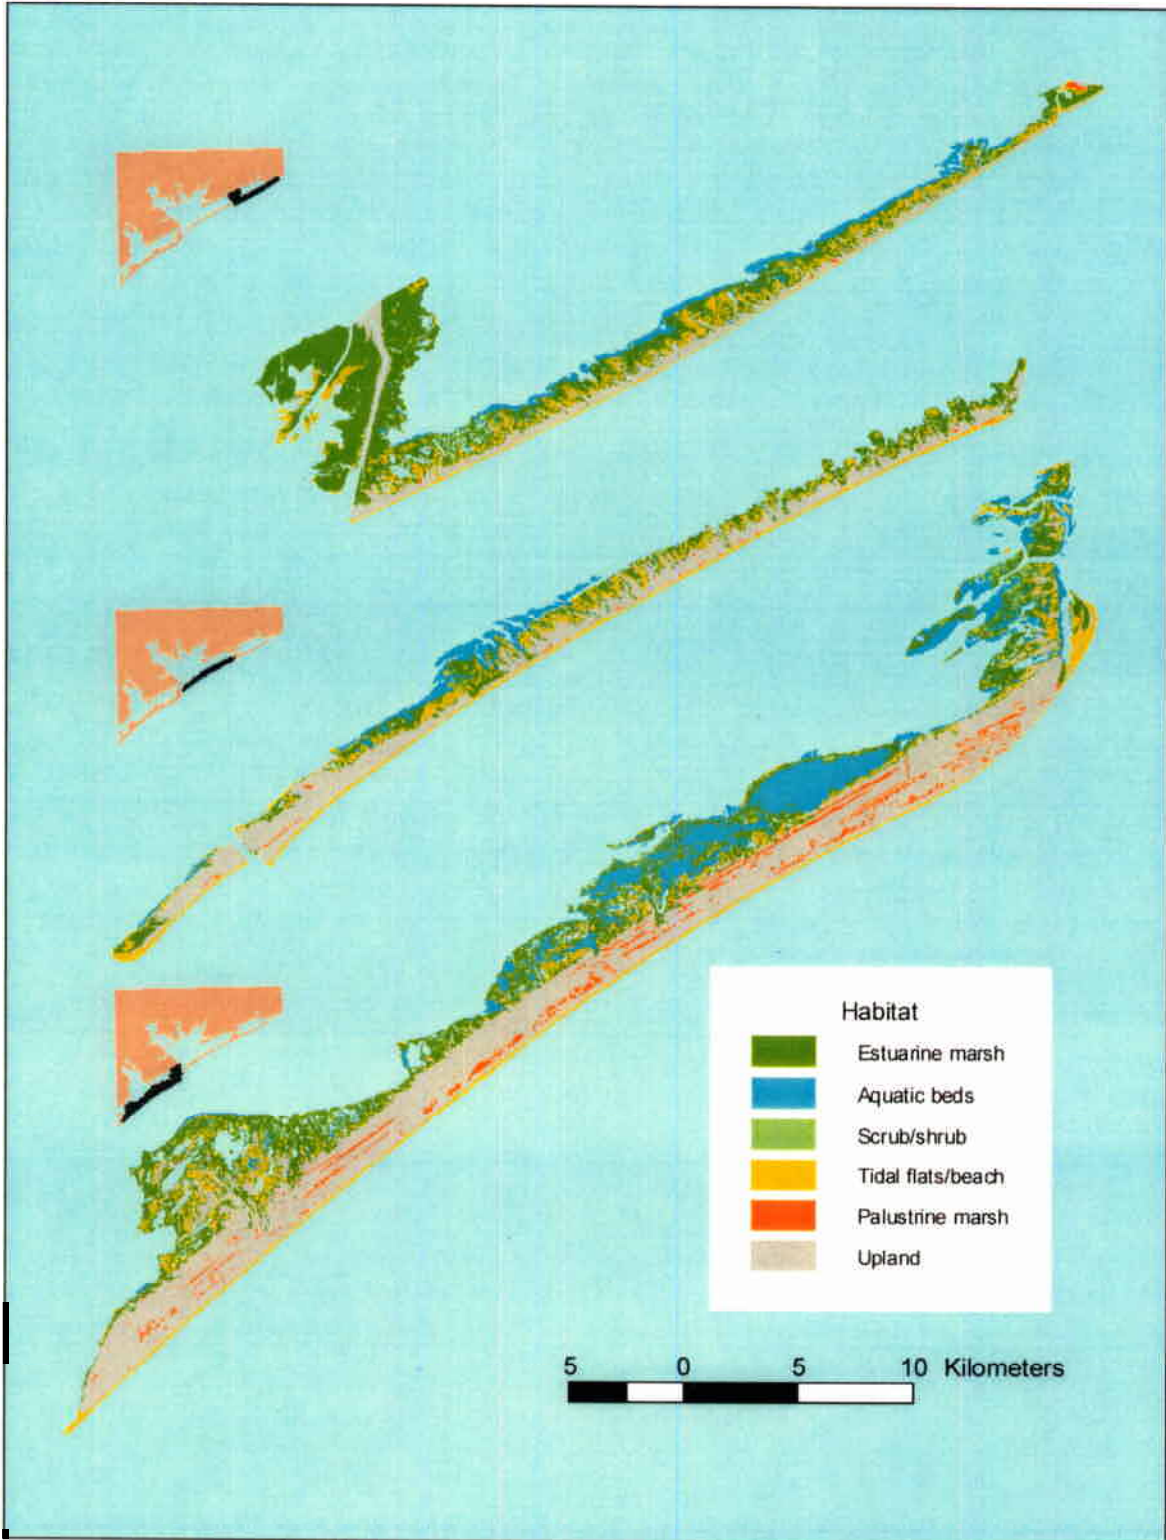 Habitat
Estuarine marsh
Aquatic beds
Scrub/shrub
Tidal flats/beach
Palustrine marsh
Upland
5 0 5 10 Kilometers